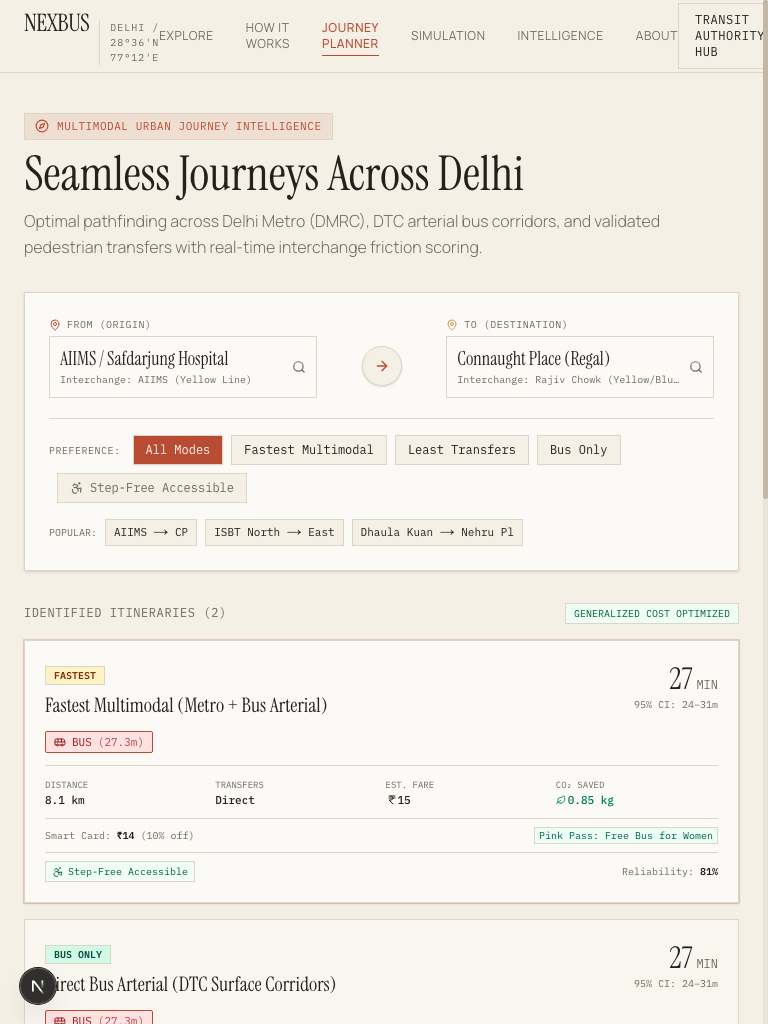 NEXBUS
DELHI /
28°36'N
77°12'E
EXPLORE
HOW IT
WORKS
JOURNEY
PLANNER
SIMULATION
INTELLIGENCE
ABOUT
TRANSIT
AUTHORITY
HUB
MULTIMODAL URBAN JOURNEY INTELLIGENCE
Seamless Journeys Across Delhi
Optimal pathfinding across Delhi Metro (DMRC), DTC arterial bus corridors, and validated
pedestrian transfers with real-time interchange friction scoring.
FROM (ORIGIN)
AIIMS / Safdarjung Hospital
Interchange: AIIMS (Yellow Line)
TO (DESTINATION)
Connaught Place (Regal)
Interchange: Rajiv Chowk (Yellow/Blu…
PREFERENCE: All Modes Fastest Multimodal Least Transfers Bus Only
Step-Free Accessible
POPULAR: AIIMS ⟶ CP ISBT North ⟶ East Dhaula Kuan ⟶ Nehru Pl
IDENTIFIED ITINERARIES (2) GENERALIZED COST OPTIMIZED
FASTEST
27 MIN
Fastest Multimodal (Metro + Bus Arterial)
95% CI: 24–31m
BUS (27.3m)
DISTANCE TRANSFERS EST. FARE CO₂ SAVED
8.1 km Direct ₹15 0.85 kg
Smart Card: ₹14 (10% off) Pink Pass: Free Bus for Women
Step-Free Accessible Reliability: 81%
BUS ONLY
27 MIN
irect Bus Arterial (DTC Surface Corridors)
95% CI: 24–31m
N
BUS (27.3m)